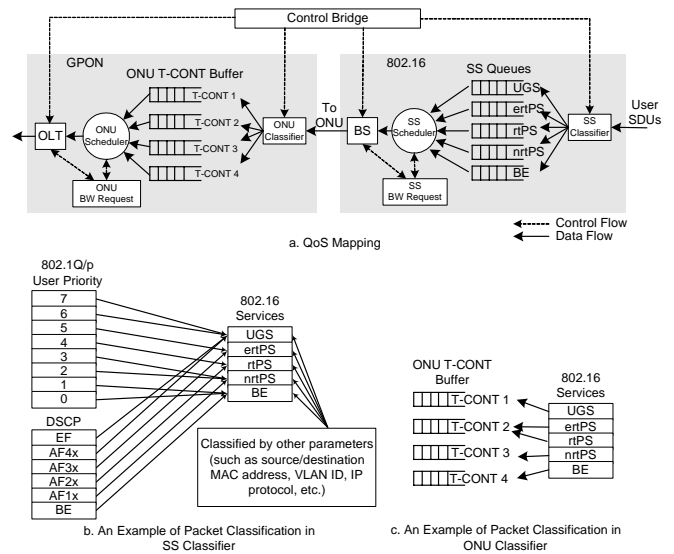 Control Bridge
GPON
802.16
ONU T-CONT Buffer
SS Queues
T-CONT 1
T-CONT 2
T-CONT 3
T-CONT 4
UGS
ertPS
rtPS
nrtPS
BE
OLT
ONU
Scheduler
ONU
Classifier
To
ONU
BS
SS
Scheduler
SS
Classifier
User
SDUs
ONU
BW Request
SS
BW Request
Control Flow
Data Flow
a. QoS Mapping
802.1Q/p
User Priority
7
6
5
4
3
2
1
0
DSCP
EF
AF4x
AF3x
AF2x
AF1x
BE
802.16
Services
UGS
ertPS
rtPS
nrtPS
BE
Classified by other parameters
(such as source/destination
MAC address, VLAN ID, IP
protocol, etc.)
b. An Example of Packet Classification in
SS Classifier
ONU T-CONT
Buffer
T-CONT 1
T-CONT 2
T-CONT 3
T-CONT 4
802.16
Services
UGS
ertPS
rtPS
nrtPS
BE
c. An Example of Packet Classification in
ONU Classifier